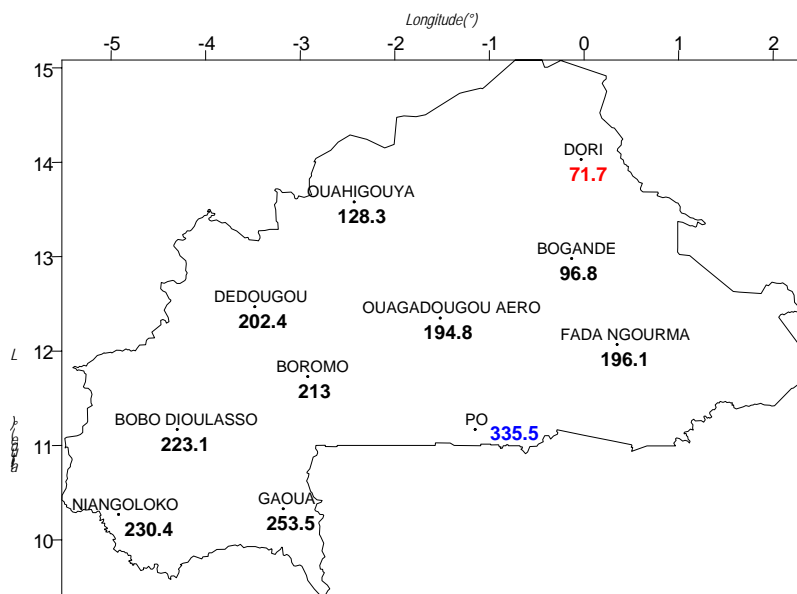 Longitude(°)
-5 -4 -3 -2 -1 0 1 2
15
14
13
12
11
10
DORI
71.7
OUAHIGOUYA
128.3
BOGANDE
96.8
DEDOUGOU
202.4
OUAGADOUGOU AERO
194.8
FADA NGOURMA
196.1
BOROMO
213
BOBO DIOULASSO
223.1
PO
335.5
NIANGOLOKO
230.4
GAOUA
253.5